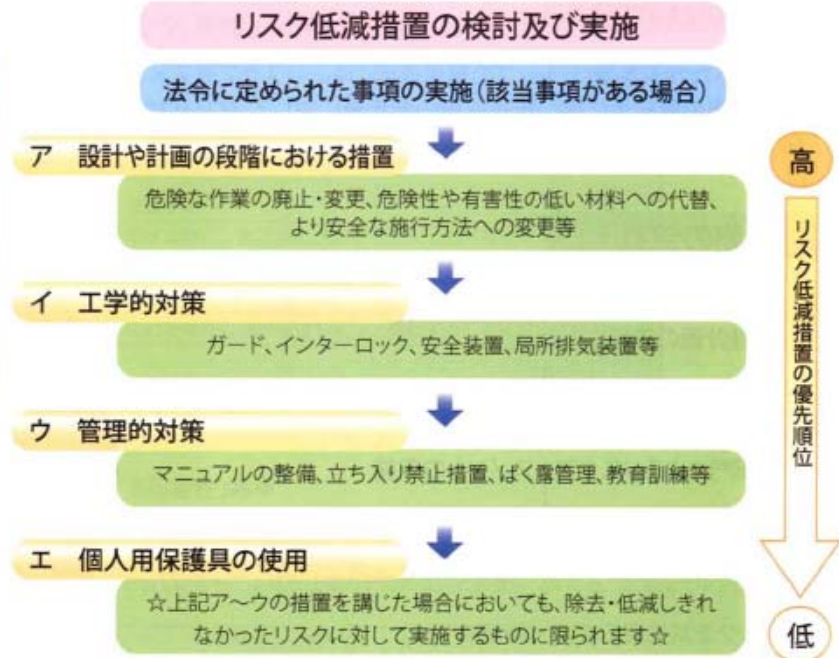 リスク低減措置の検討及び実施
法令に定められた事項の実施(該当事項がある場合)
ア 設計や計画の段階における措置
危険な作業の廃止・変更、危険性や有害性の低い材料への代替、
より安全な施行方法への変更等
イ 工学的対策
ガード、インターロック、安全装置、局所排気装置等
ウ 管理的対策
マニュアルの整備、立ち入り禁止措置、ばく露管理、教育訓練等
エ 個人用保護具の使用
☆上記ア～ウの措置を講じた場合においても、除去・低減しきれ
なかったリスクに対して実施するものに限られます☆
高
リスク低減措置の優先順位
低